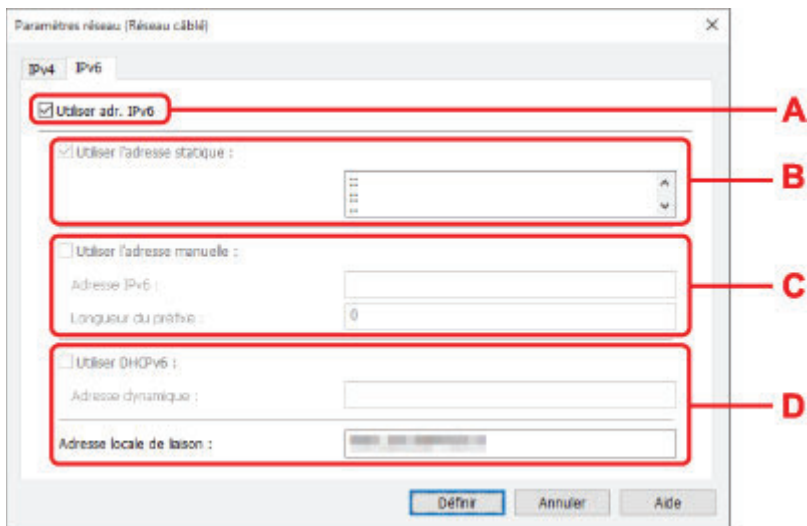 Paramètres réseau (Réseau câblé)
IPv4 IPv6
Utiliser adr. IPv6
A
Utiliser l'adresse statique :
::
::
::
B
Utiliser l'adresse manuelle :
Adresse IPv6 :
C
Longueur du préfixe : 0
Utiliser DHCPv6 :
Adresse dynamique :
D
Adresse locale de liaison :
Définir Annuler Aide